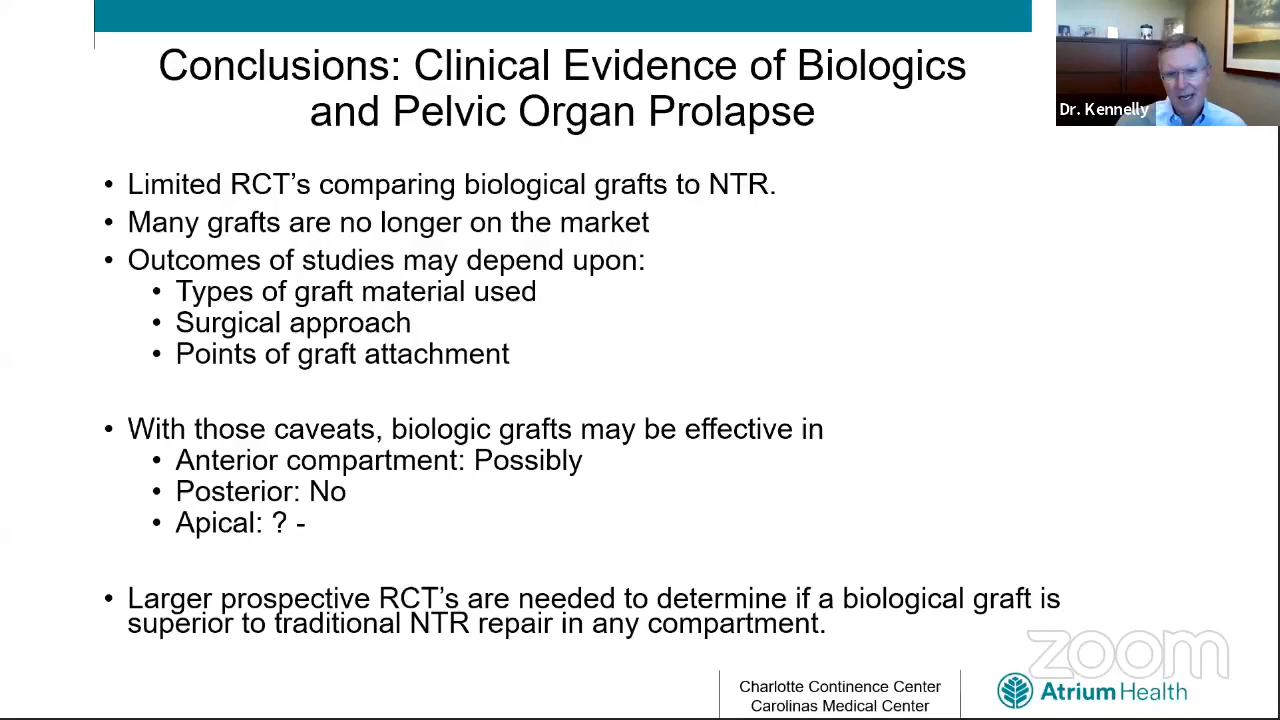 Conclusions: Clinical Evidence of Biologics
and Pelvic Organ Prolapse
Dr. Kennelly
• Limited RCT's comparing biological grafts to NTR.
• Many grafts are no longer on the market
• Outcomes of studies may depend upon:
• Types of graft material used
• Surgical approach
• Points of graft attachment
• With those caveats, biologic grafts may be effective in
• Anterior compartment: Possibly
• Posterior: No
• Apical: ? -
• Larger prospective RCT's are needed to determine if a biological graft is
superior to traditional NTR repair in any compartment.
zoom
Charlotte Continence Center
Carolinas Medical Center
Atrium Health